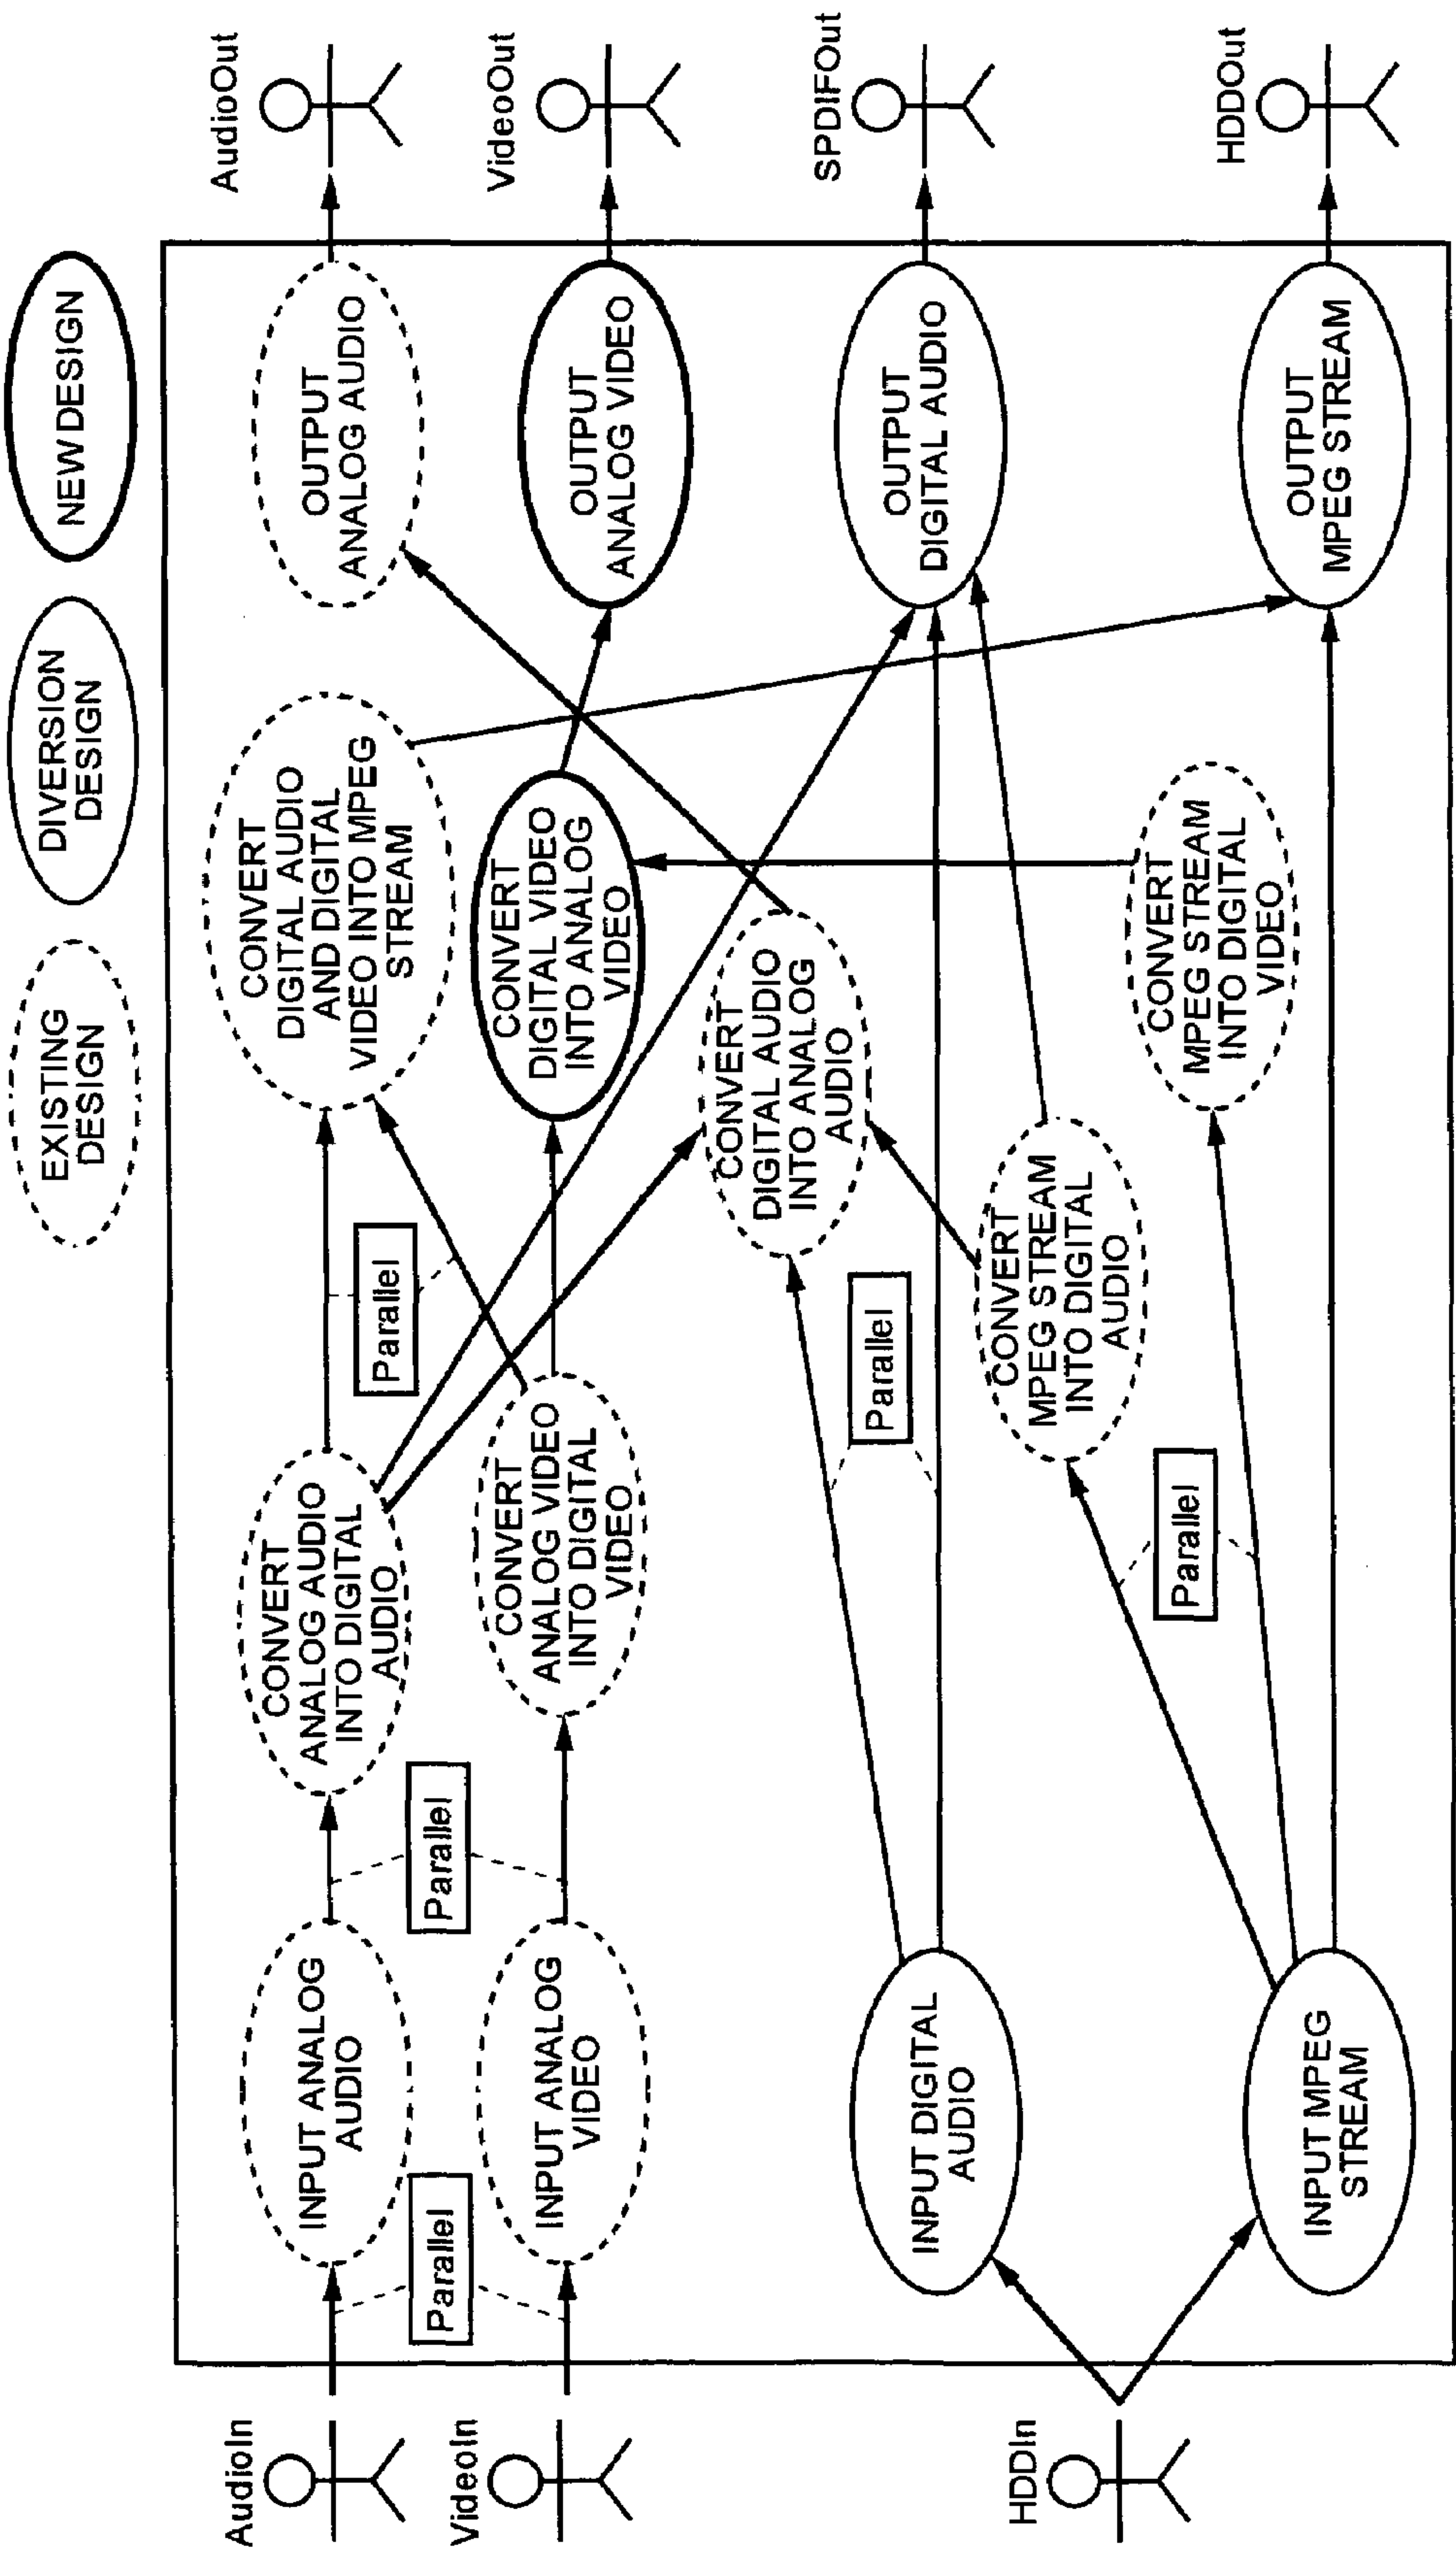 EXISTING
DESIGN
DIVERSION
DESIGN
NEW DESIGN
AudioIn
VideoIn
HDDIn
Parallel
INPUT ANALOG
AUDIO
INPUT ANALOG
VIDEO
INPUT DIGITAL
AUDIO
INPUT MPEG
STREAM
Parallel
CONVERT
ANALOG AUDIO
INTO DIGITAL
AUDIO
CONVERT
ANALOG VIDEO
INTO DIGITAL
VIDEO
Parallel
Parallel
Parallel
CONVERT
MPEG STREAM
INTO DIGITAL
AUDIO
CONVERT
DIGITAL AUDIO
AND DIGITAL
VIDEO INTO MPEG
STREAM
CONVERT
DIGITAL VIDEO
INTO ANALOG
VIDEO
CONVERT
DIGITAL AUDIO
INTO ANALOG
AUDIO
CONVERT
MPEG STREAM
INTO DIGITAL
VIDEO
OUTPUT
ANALOG AUDIO
OUTPUT
ANALOG VIDEO
OUTPUT
DIGITAL AUDIO
OUTPUT
MPEG STREAM
AudioOut
VideoOut
SPDIFOut
HDDOut